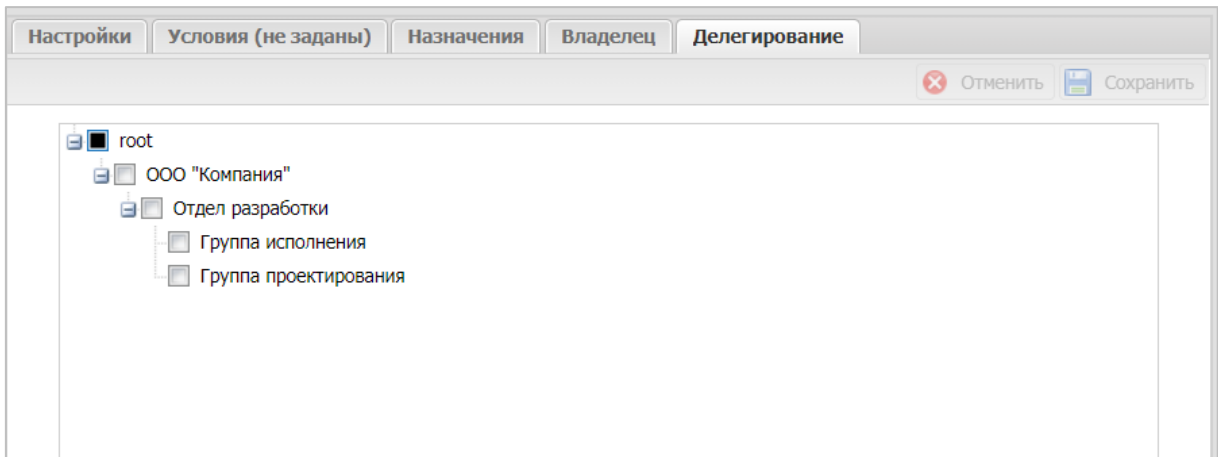 Настройки Условия (не заданы) Назначения Владелец Делегирование
Отменить Сохранить
root
ООО "Компания"
Отдел разработки
Группа исполнения
Группа проектирования